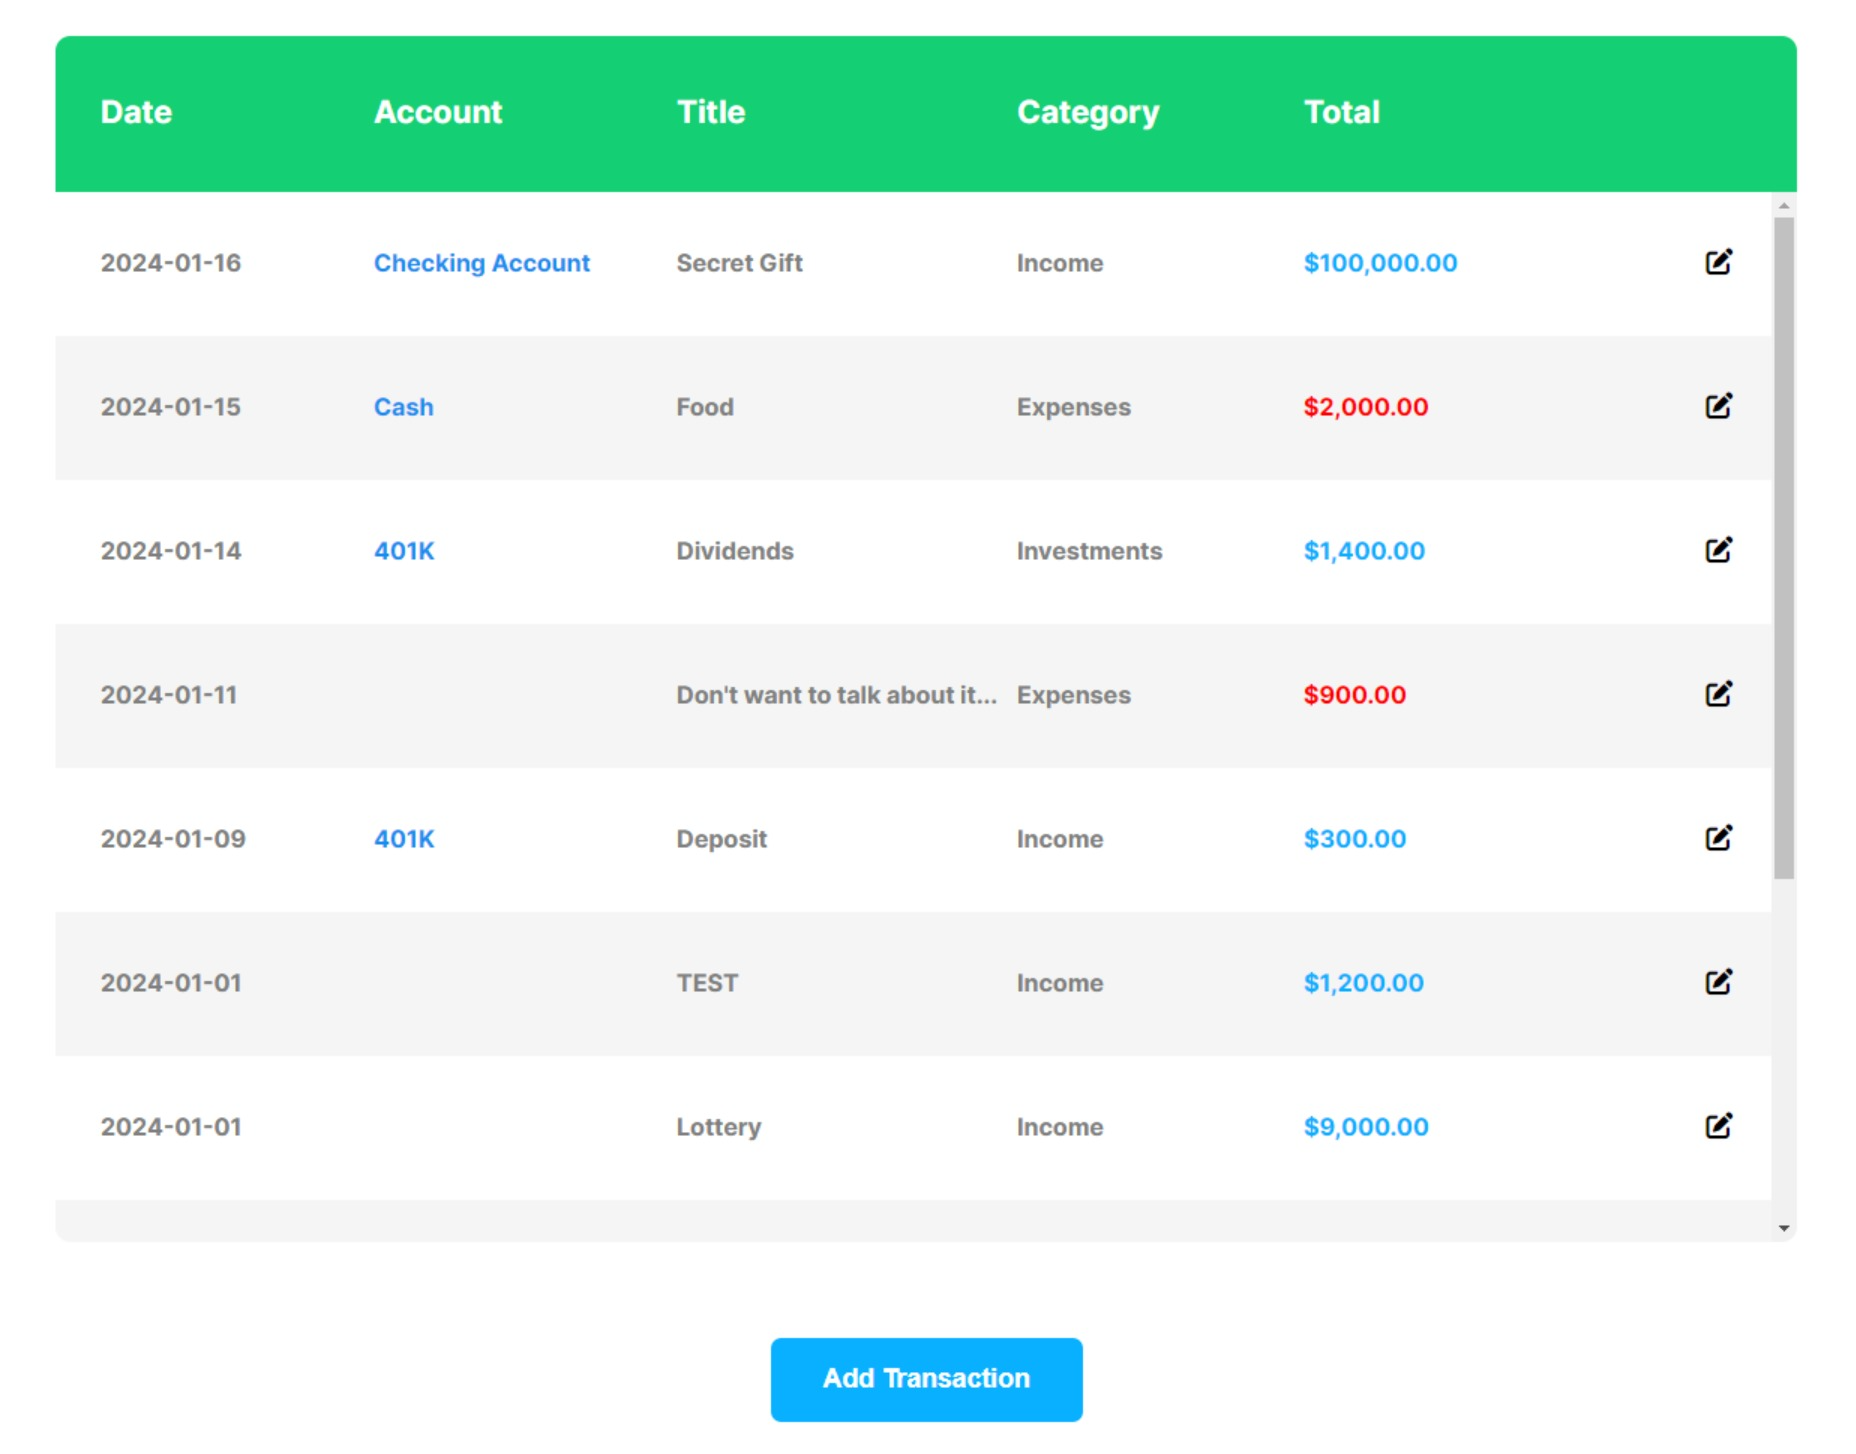 Date Account Title Category Total
2024-01-16 Checking Account Secret Gift Income $100,000.00
2024-01-15 Cash Food Expenses $2,000.00
2024-01-14 401K Dividends Investments $1,400.00
2024-01-11 Don't want to talk about it... Expenses $900.00
2024-01-09 401K Deposit Income $300.00
2024-01-01 TEST Income $1,200.00
2024-01-01 Lottery Income $9,000.00
Add Transaction